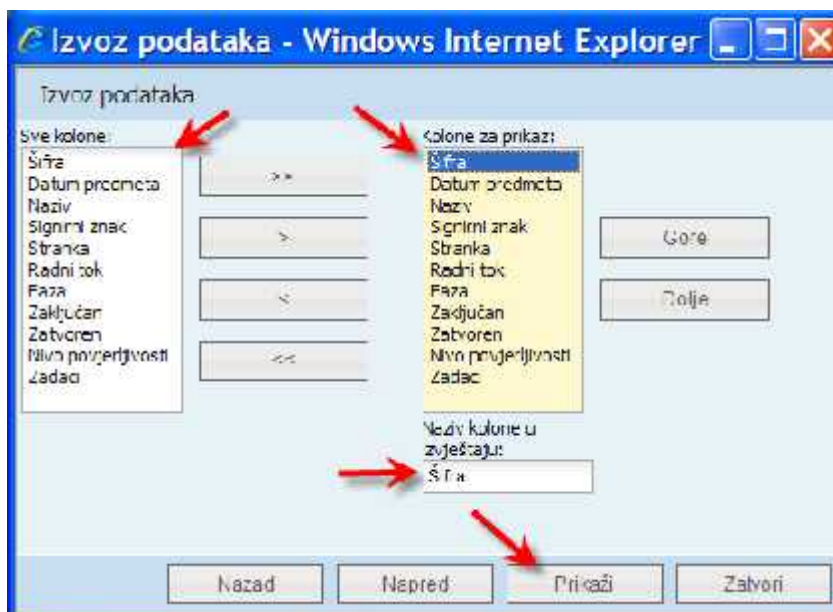 Izvoz podataka - Windows Internet Explorer
Izvoz podataka
Sve kolone:
Šifra
Datum predmeta
Naziv
Signirni znak
Stranka
Radni tok
Faza
Zaključan
Zatvoren
Nivo povjerljivosti
Zadaci
>>
>
<
<<
Kolone za prikaz:
Šifra
Datum predmeta
Naziv
Signirni znak
Stranka
Radni tok
Faza
Zaključan
Zatvoren
Nivo povjerljivosti
Zadaci
Gore
Dolje
Naziv kolone u
izvještaju:
Šifra
Nazad
Napred
Prikaži
Zatvori